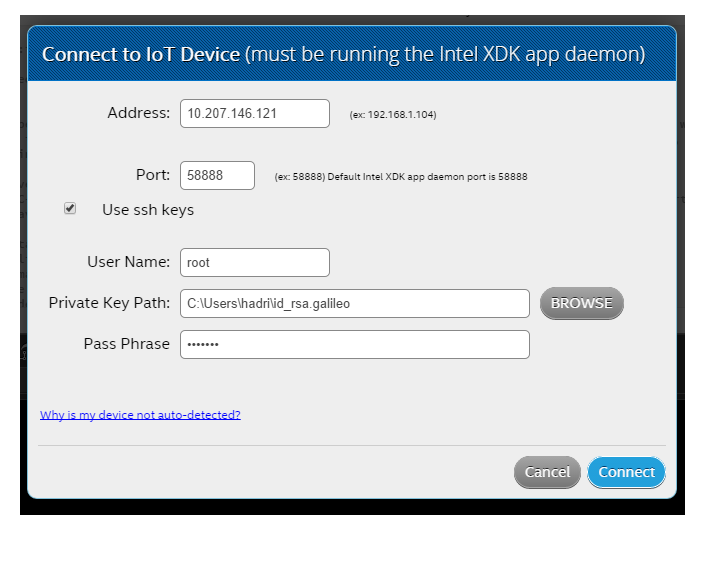 Connect to IoT Device (must be running the Intel XDK app daemon)
Address: 10.207.146.121 (ex: 192.168.1.104)
Port: 58888 (ex: 58888) Default Intel XDK app daemon port is 58888
Use ssh keys
User Name: root
Private Key Path: C:\Users\hadri\id_rsa.galileo BROWSE
Pass Phrase •••••••
Why is my device not auto-detected?
Cancel Connect